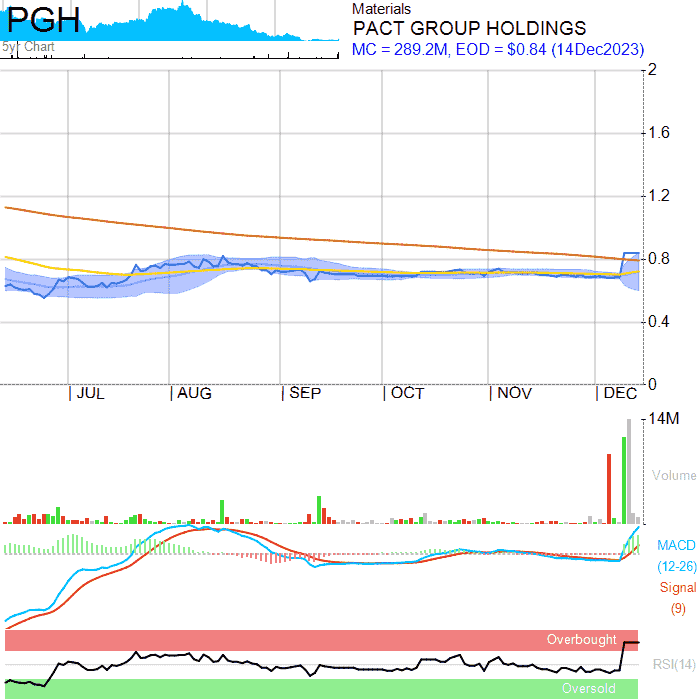 PGH
5yr Chart
Materials
PACT GROUP HOLDINGS
MC = 289.2M, EOD = $0.84 (14Dec2023)
2
1.6
1.2
0.8
0.4
0
JUL AUG SEP OCT NOV DEC
14M
Volume
MACD
(12-26)
Signal
(9)
Overbought
RSI(14)
Oversold